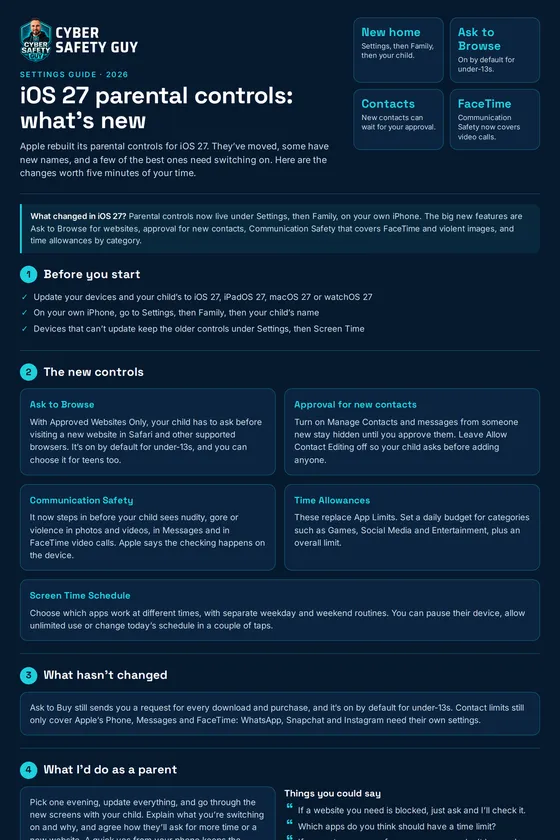 CYBER
SAFETY
GUY
CYBER
SAFETY GUY
SETTINGS GUIDE · 2026
iOS 27 parental controls:
what's new
Apple rebuilt its parental controls for iOS 27. They've moved, some have
new names, and a few of the best ones need switching on. Here are the
changes worth five minutes of your time.
New home
Settings, then Family,
then your child.
Ask to
Browse
On by default for
under-13s.
Contacts
New contacts can
wait for your approval.
FaceTime
Communication
Safety now covers
video calls.
What changed in iOS 27? Parental controls now live under Settings, then Family, on your own iPhone. The big new features are
Ask to Browse for websites, approval for new contacts, Communication Safety that covers FaceTime and violent images, and
time allowances by category.
1 Before you start
✓ Update your devices and your child's to iOS 27, iPadOS 27, macOS 27 or watchOS 27
✓ On your own iPhone, go to Settings, then Family, then your child's name
✓ Devices that can't update keep the older controls under Settings, then Screen Time
2 The new controls
Ask to Browse
With Approved Websites Only, your child has to ask before
visiting a new website in Safari and other supported
browsers. It's on by default for under-13s, and you can
choose it for teens too.
Approval for new contacts
Turn on Manage Contacts and messages from someone
new stay hidden until you approve them. Leave Allow
Contact Editing off so your child asks before adding
anyone.
Communication Safety
It now steps in before your child sees nudity, gore or
violence in photos and videos, in Messages and in
FaceTime video calls. Apple says the checking happens on
the device.
Time Allowances
These replace App Limits. Set a daily budget for categories
such as Games, Social Media and Entertainment, plus an
overall limit.
Screen Time Schedule
Choose which apps work at different times, with separate weekday and weekend routines. You can pause their device, allow
unlimited use or change today's schedule in a couple of taps.
3 What hasn't changed
Ask to Buy still sends you a request for every download and purchase, and it's on by default for under-13s. Contact limits still
only cover Apple's Phone, Messages and FaceTime: WhatsApp, Snapchat and Instagram need their own settings.
4 What I'd do as a parent
Pick one evening, update everything, and go through the
new screens with your child. Explain what you're switching
on and why, and agree how they'll ask for more time or a
Things you could say
“ If a website you need is blocked, just ask and I'll check it.
“ Which apps do you think should have a time limit?